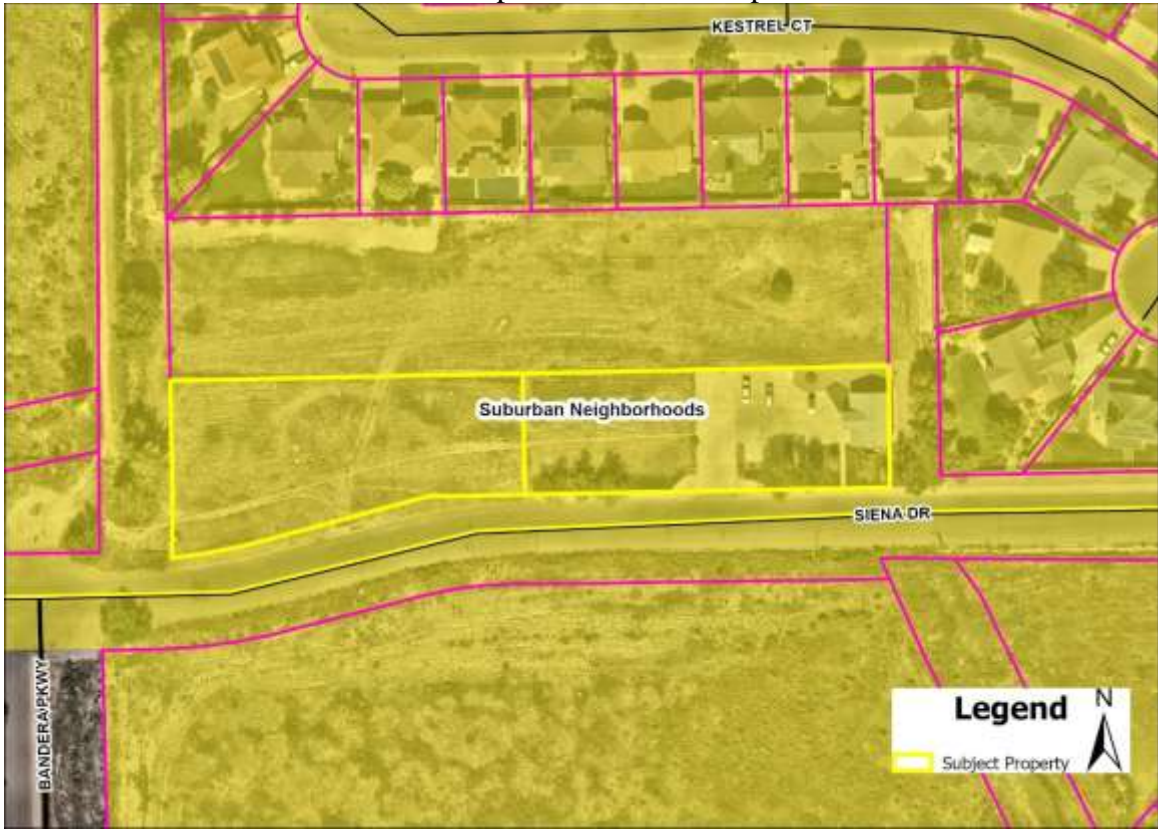 KESTREL CT
Suburban Neighborhoods
SIENA DR
BANDERA PKWY
Legend
N
Subject Property